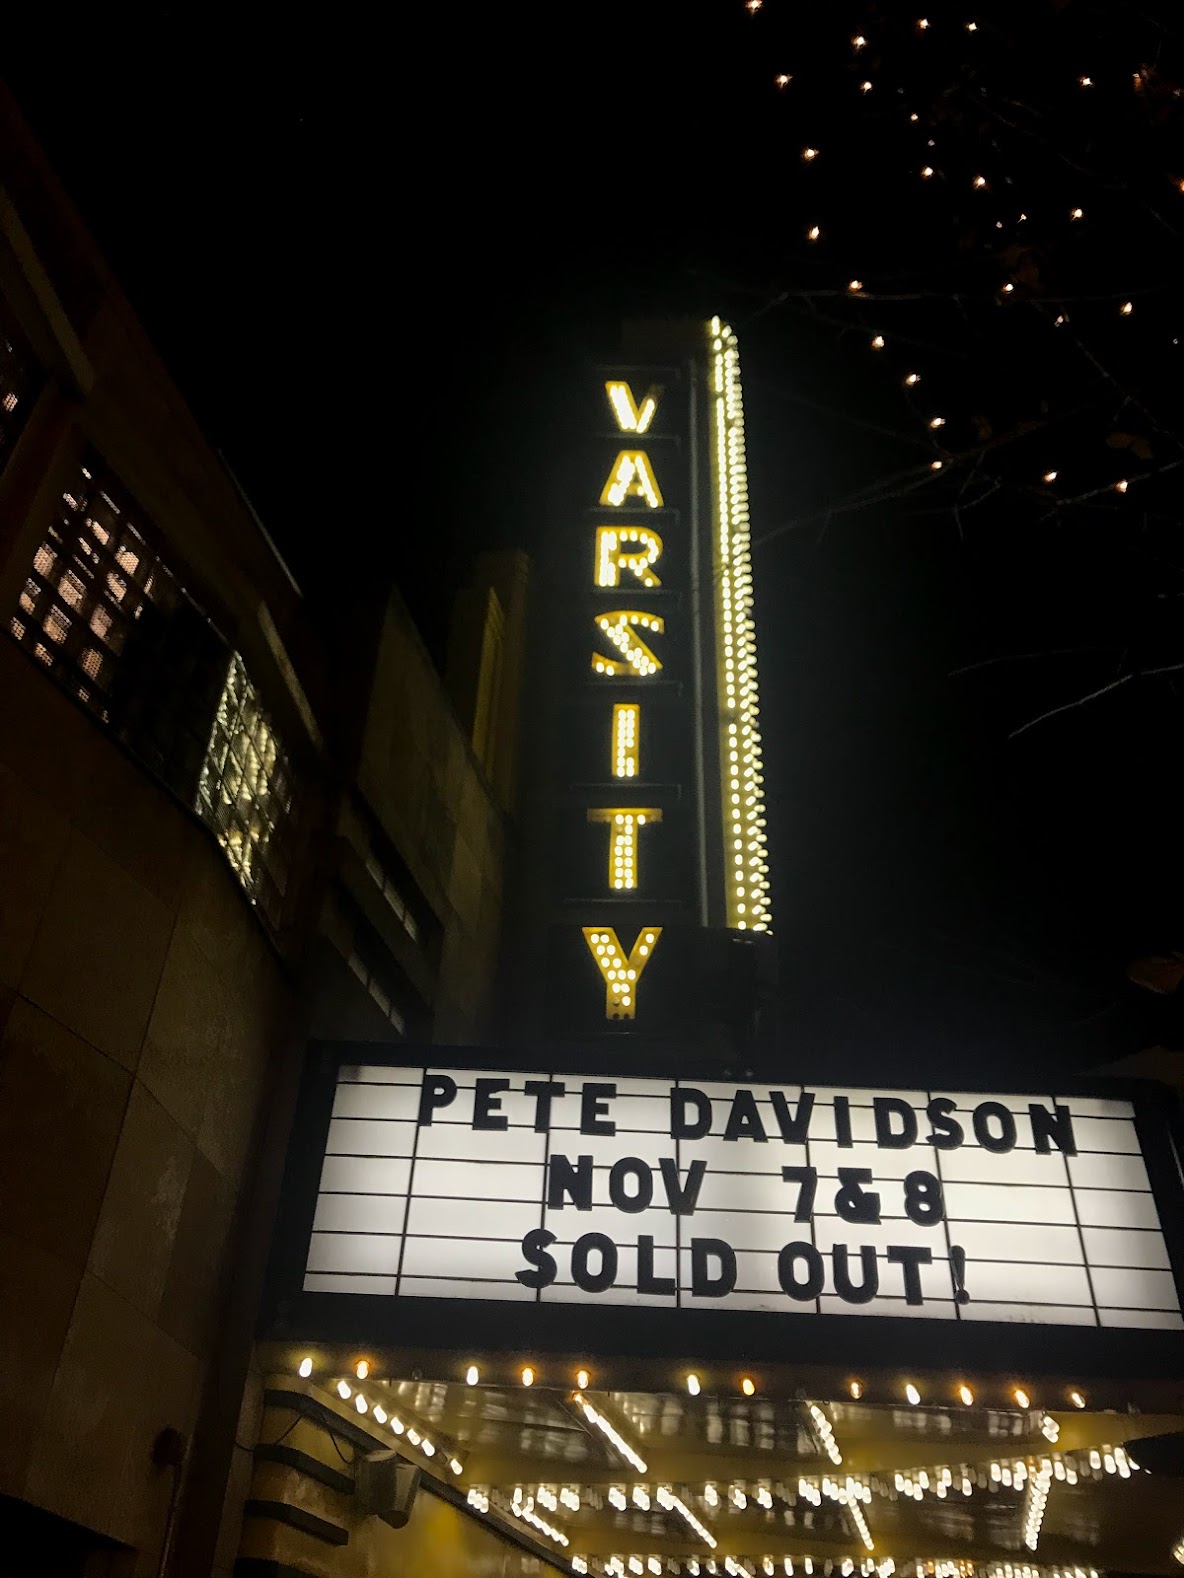 VARSITY
PETE DAVIDSON
NOV 7&8
SOLD OUT!